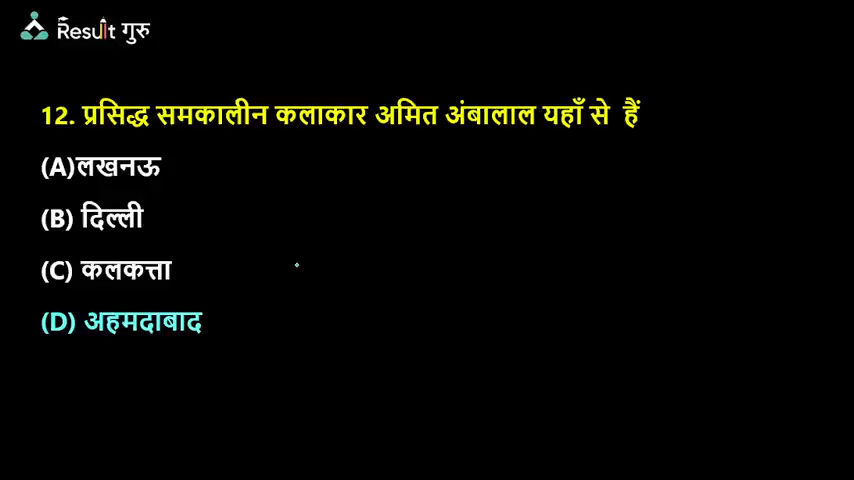 Result गुरु
12. प्रसिद्ध समकालीन कलाकार अमित अंबालाल यहाँ से हैं
(A)लखनऊ
(B) दिल्ली
(C) कलकत्ता
(D) अहमदाबाद